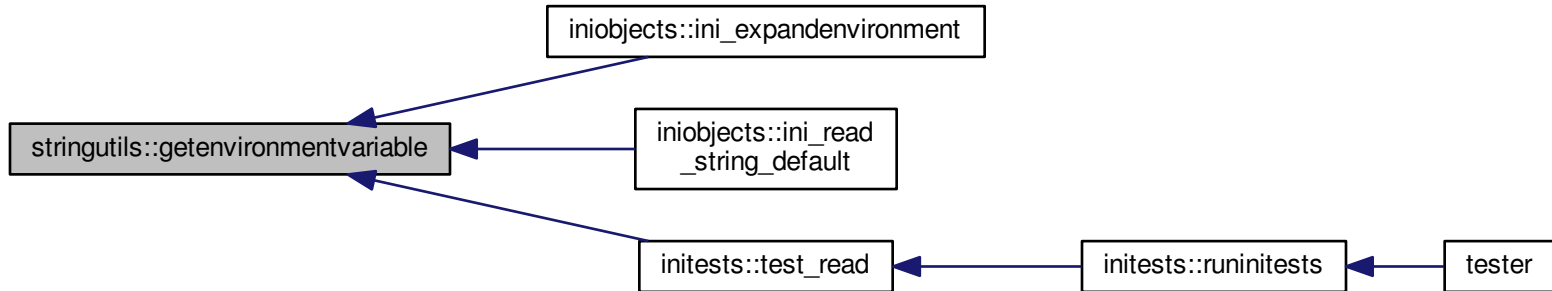 iniobjects::ini_expandenvironment
stringutils::getenvironmentvariable
iniobjects::ini_read
_string_default
initests::test_read
initests::runinitests
tester